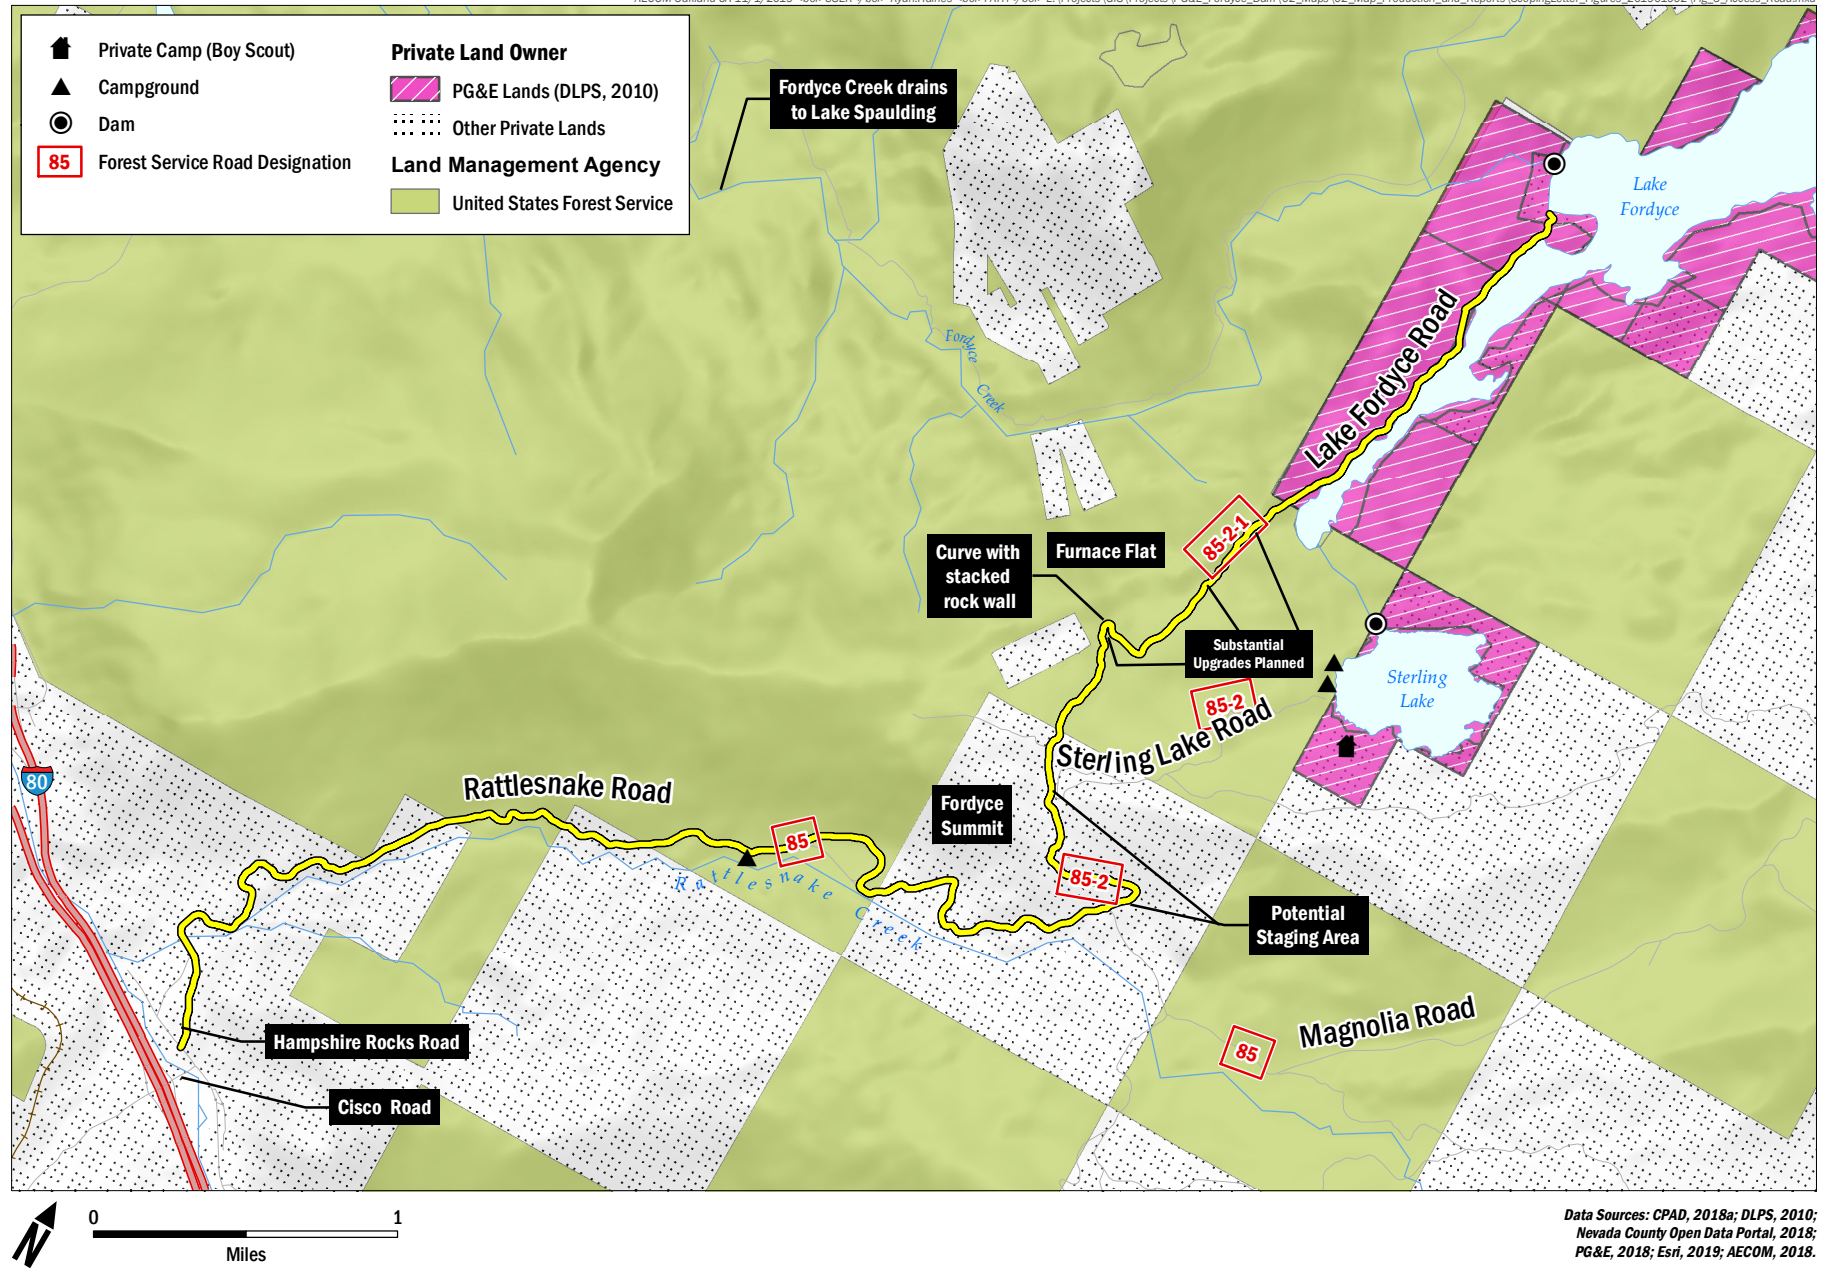 Private Camp (Boy Scout)
Campground
Dam
85 Forest Service Road Designation
Private Land Owner
PG&E Lands (DLPS, 2010)
Other Private Lands
Land Management Agency
United States Forest Service
Fordyce Creek drains
to Lake Spaulding
Lake
Fordyce
Fordyce
Creek
Lake Fordyce Road
85-2-1
Curve with
stacked
rock wall
Furnace Flat
Substantial
Upgrades Planned
85-2
Sterling Lake Road
Sterling
Lake
80
Rattlesnake Road
85
Rattlesnake Creek
Fordyce
Summit
85-2
Potential
Staging Area
Magnolia Road
85
Hampshire Rocks Road
Cisco Road
N
0 1
Miles
Data Sources: CPAD, 2018a; DLPS, 2010;
Nevada County Open Data Portal, 2018;
PG&E, 2018; Esri, 2019; AECOM, 2018.